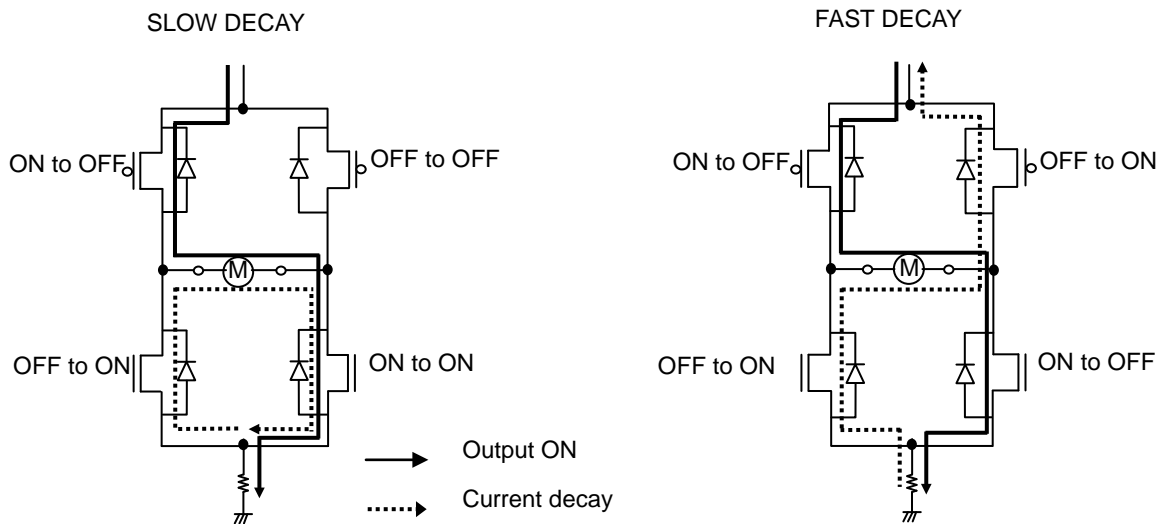 SLOW DECAY
ON to OFF
OFF to OFF
M
OFF to ON
ON to ON
FAST DECAY
ON to OFF
OFF to ON
M
OFF to ON
ON to OFF
Output ON
Current decay